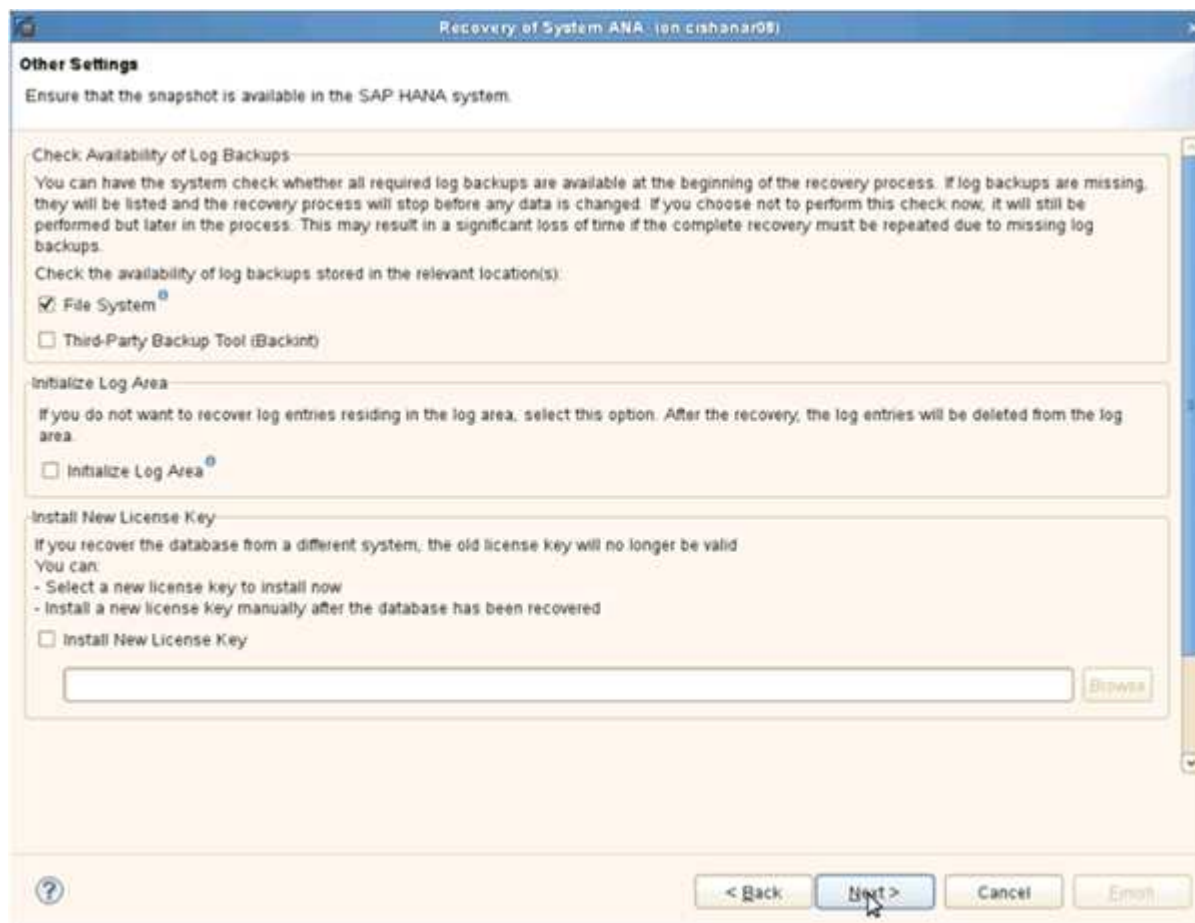 Recovery of System ANA (on cishanar08)
Other Settings
Ensure that the snapshot is available in the SAP HANA system.
Check Availability of Log Backups
You can have the system check whether all required log backups are available at the beginning of the recovery process. If log backups are missing,
they will be listed and the recovery process will stop before any data is changed. If you choose not to perform this check now, it will still be
performed but later in the process. This may result in a significant loss of time if the complete recovery must be repeated due to missing log
backups.
Check the availability of log backups stored in the relevant location(s):
File System
Third-Party Backup Tool (Backint)
Initialize Log Area
If you do not want to recover log entries residing in the log area, select this option. After the recovery, the log entries will be deleted from the log
area.
Initialize Log Area
Install New License Key
If you recover the database from a different system, the old license key will no longer be valid
You can:
- Select a new license key to install now
- Install a new license key manually after the database has been recovered
Install New License Key
Browse
< Back
Next >
Cancel
Finish